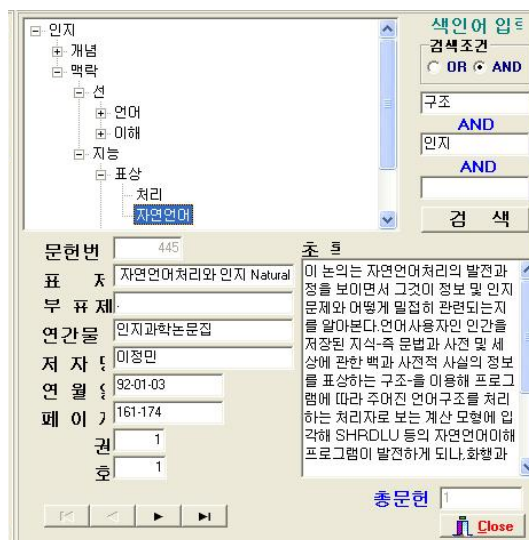 인지
개념
맥락
선
언어
이해
지능
표상
처리
자연언어
색인어 입
검색조건
OR AND
구조
AND
인지
AND
검 색
문헌번 445
표 자연언어처리와 인지 Natural
부 표 제 -
연간물 인지과학논문집
저 자 이정민
연 월 92-01-03
페 이 161-174
권 1
호 1
초
이 논의는 자연언어처리의 발전과
정을 보이면서 그것이 정보 및 인지
문제와 어떻게 밀접히 관련되는지
를 알아본다.언어사용자인 인간을
저장된 지식-즉 문법과 사전 및 세
상에 관한 백과 사전적 사실의 정보
를 표상하는 구조-을 이용해 프로그
램에 따라 주어진 언어구조를 처리
하는 처리자로 보는 계산 모형에 입
각해 SHRDLU 등의 자연언어이해
프로그램이 발전하게 되나,화행과
총문헌 1
Close